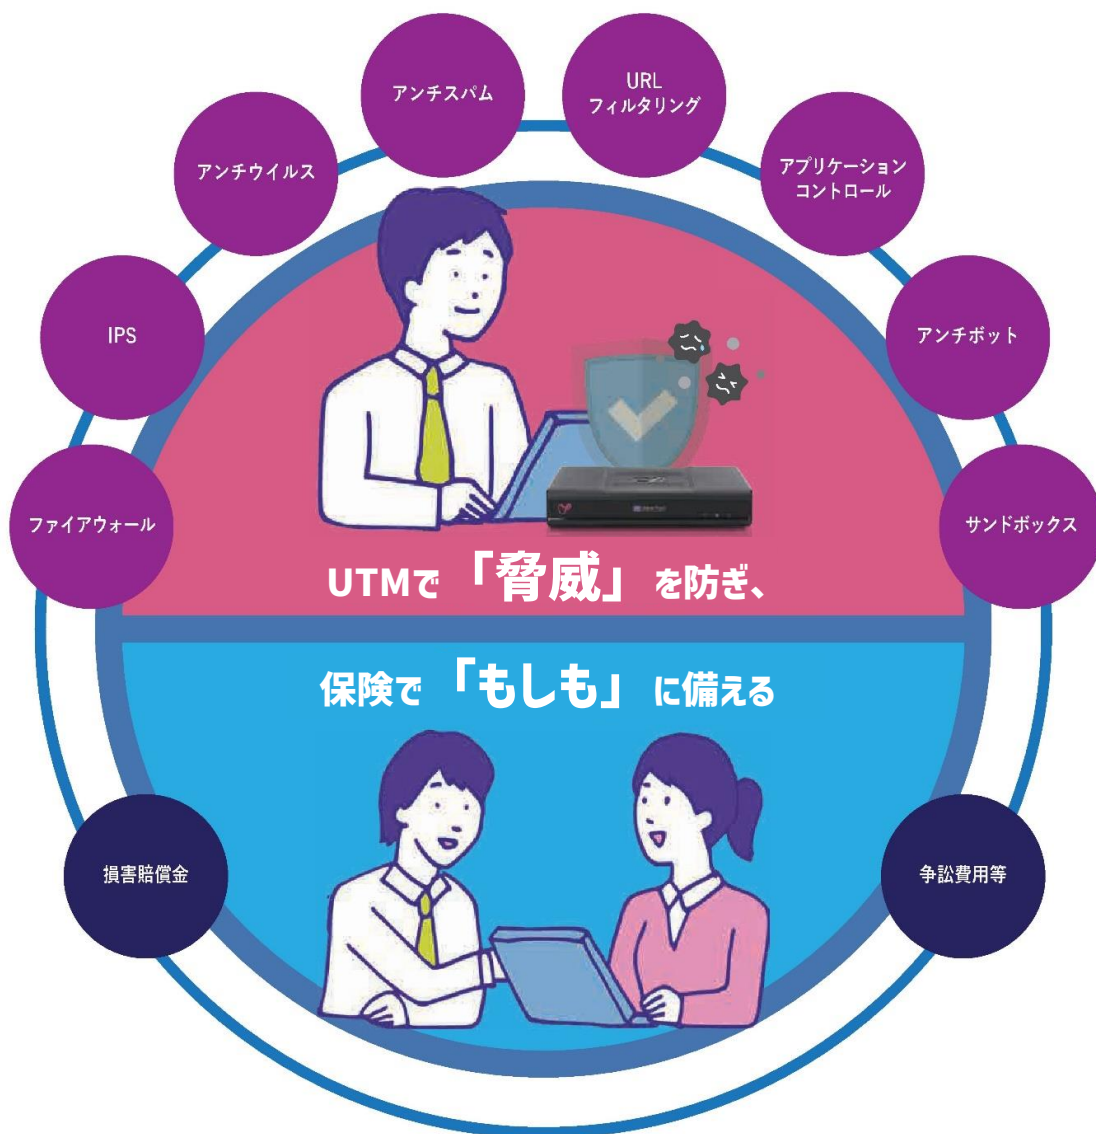 アンチスパム
URL
フィルタリング
アンチウイルス
アプリケーション
コントロール
IPS
アンチボット
ファイアウォール
サンドボックス
UTMで「脅威」を防ぎ、
保険で「もしも」に備える
損害賠償金
争訟費用等